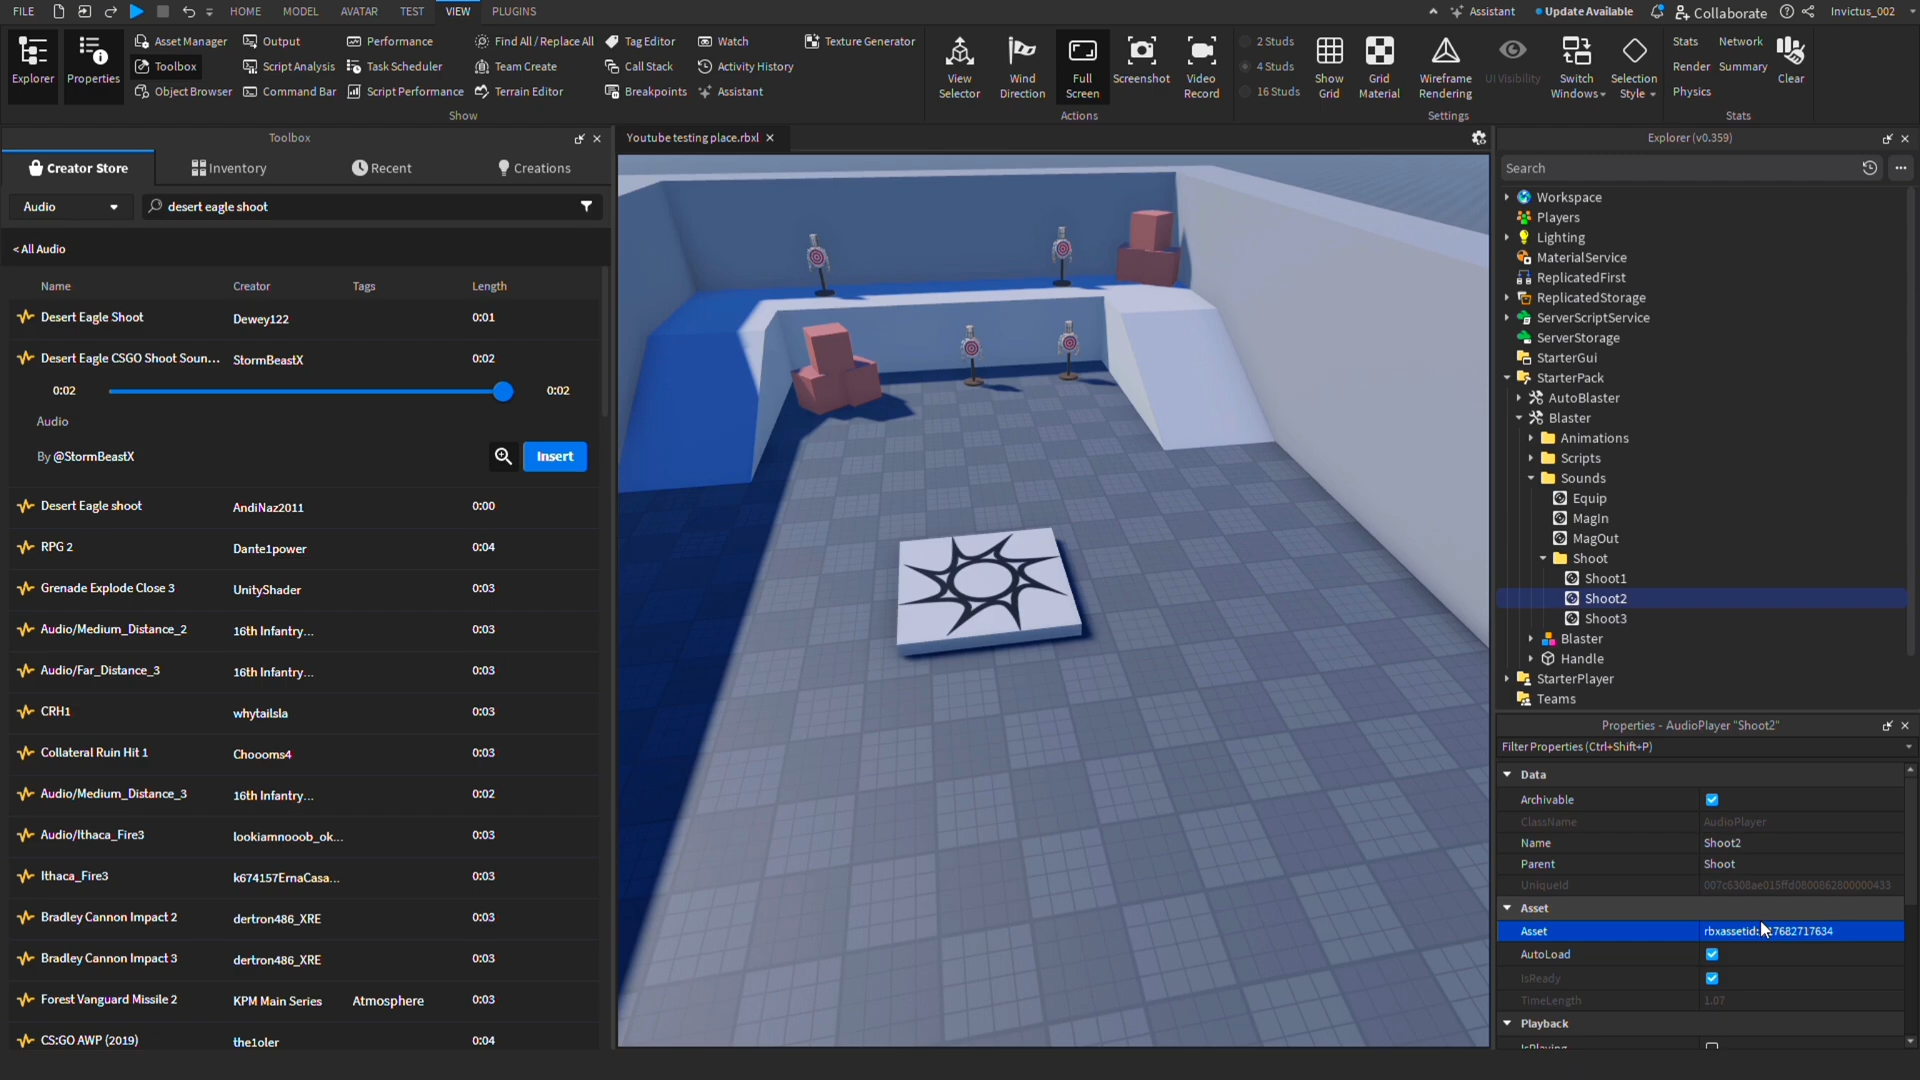 FILE HOME MODEL AVATAR TEST VIEW PLUGINS Assistant Update Available Collaborate Invictus_002
Explorer
Properties
Asset Manager Output Performance Find All / Replace All Tag Editor Watch Texture Generator
Toolbox Script Analysis Task Scheduler Team Create Call Stack Activity History
Object Browser Command Bar Script Performance Terrain Editor Breakpoints Assistant
Show
View
Selector
Wind
Direction
Full
Screen
Screenshot
Video
Record
Actions
2 Studs
4 Studs
16 Studs
Show
Grid
Grid
Material
Wireframe
Rendering
UI Visibility
Switch
Windows
Selection
Style
Settings
Stats Network
Render Summary
Physics
Clear
Stats
Toolbox
Creator Store Inventory Recent Creations
Audio desert eagle shoot
< All Audio
Name Creator Tags Length
Desert Eagle Shoot Dewey122 0:01
Desert Eagle CSGO Shoot Soun... StormBeastX 0:02
0:02 0:02
Audio
By @StormBeastX Insert
Desert Eagle shoot AndiNaz2011 0:00
RPG 2 Dante1power 0:04
Grenade Explode Close 3 UnityShader 0:03
Audio/Medium_Distance_2 16th Infantry... 0:03
Audio/Far_Distance_3 16th Infantry... 0:03
CRH1 whytailsla 0:03
Collateral Ruin Hit 1 Choooms4 0:03
Audio/Medium_Distance_3 16th Infantry... 0:02
Audio/Ithaca_Fire3 lookiamnooob_ok... 0:03
Ithaca_Fire3 k674157ErnaCasa... 0:03
Bradley Cannon Impact 2 dertron486_XRE 0:03
Bradley Cannon Impact 3 dertron486_XRE 0:03
Forest Vanguard Missile 2 KPM Main Series Atmosphere 0:03
CS:GO AWP (2019) the1oler 0:04
Youtube testing place.rbxl
Explorer (v0.359)
Search
Workspace
Players
Lighting
MaterialService
ReplicatedFirst
ReplicatedStorage
ServerScriptService
ServerStorage
StarterGui
StarterPack
AutoBlaster
Blaster
Animations
Scripts
Sounds
Equip
MagIn
MagOut
Shoot
Shoot1
Shoot2
Shoot3
Blaster
Handle
StarterPlayer
Teams
Properties - AudioPlayer "Shoot2"
Filter Properties (Ctrl+Shift+P)
Data
Archivable
ClassName AudioPlayer
Name Shoot2
Parent Shoot
UniqueId 007c6308ae015ffd0800862800000433
Asset
Asset
AutoLoad
IsReady
TimeLength 1.07
Playback
IsPlaying